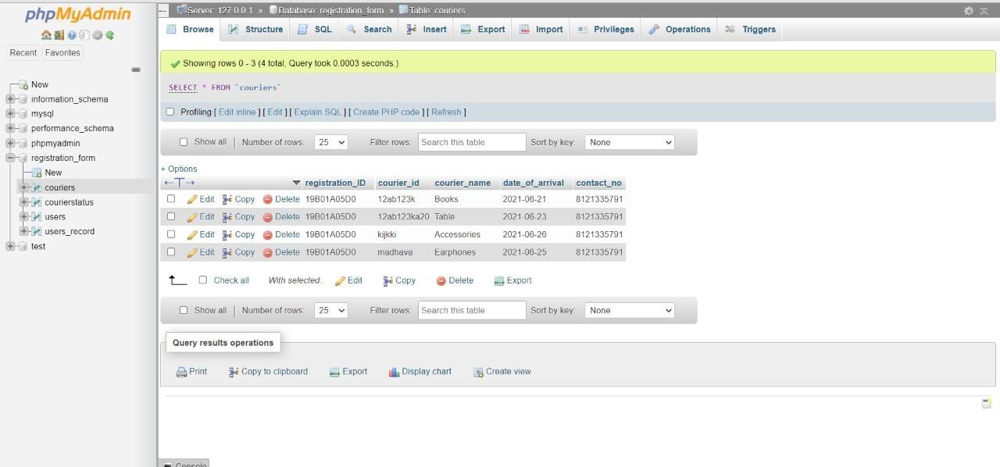 phpMyAdmin
Recent Favorites
New
information_schema
mysql
performance_schema
phpmyadmin
registration_form
New
couriers
courierstatus
users
users_record
test
Server: 127.0.0.1 » Database: registration_form » Table: couriers
Browse Structure SQL Search Insert Export Import Privileges Operations Triggers
Showing rows 0 - 3 (4 total, Query took 0.0003 seconds.)
SELECT * FROM `couriers`
Profiling [ Edit inline ] [ Edit ] [ Explain SQL ] [ Create PHP code ] [ Refresh ]
Show all | Number of rows: 25 Filter rows: Search this table Sort by key: None
+ Options
←T→ registration_ID courier_id courier_name date_of_arrival contact_no
Edit Copy Delete 19B01A05D0 12ab123k Books 2021-06-21 8121335791
Edit Copy Delete 19B01A05D0 12ab123ka20 Table 2021-06-23 8121335791
Edit Copy Delete 19B01A05D0 kijkki Accessories 2021-06-26 8121335791
Edit Copy Delete 19B01A05D0 madhava Earphones 2021-06-25 8121335791
Check all With selected: Edit Copy Delete Export
Show all | Number of rows: 25 Filter rows: Search this table Sort by key: None
Query results operations
Print Copy to clipboard Export Display chart Create view
Console